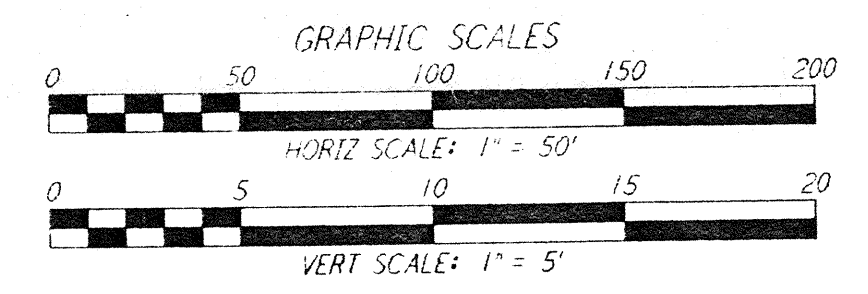 GRAPHIC SCALES
0 50 100 150 200
HORIZ SCALE: 1" = 50'
0 5 10 15 20
VERT SCALE: 1" = 5'